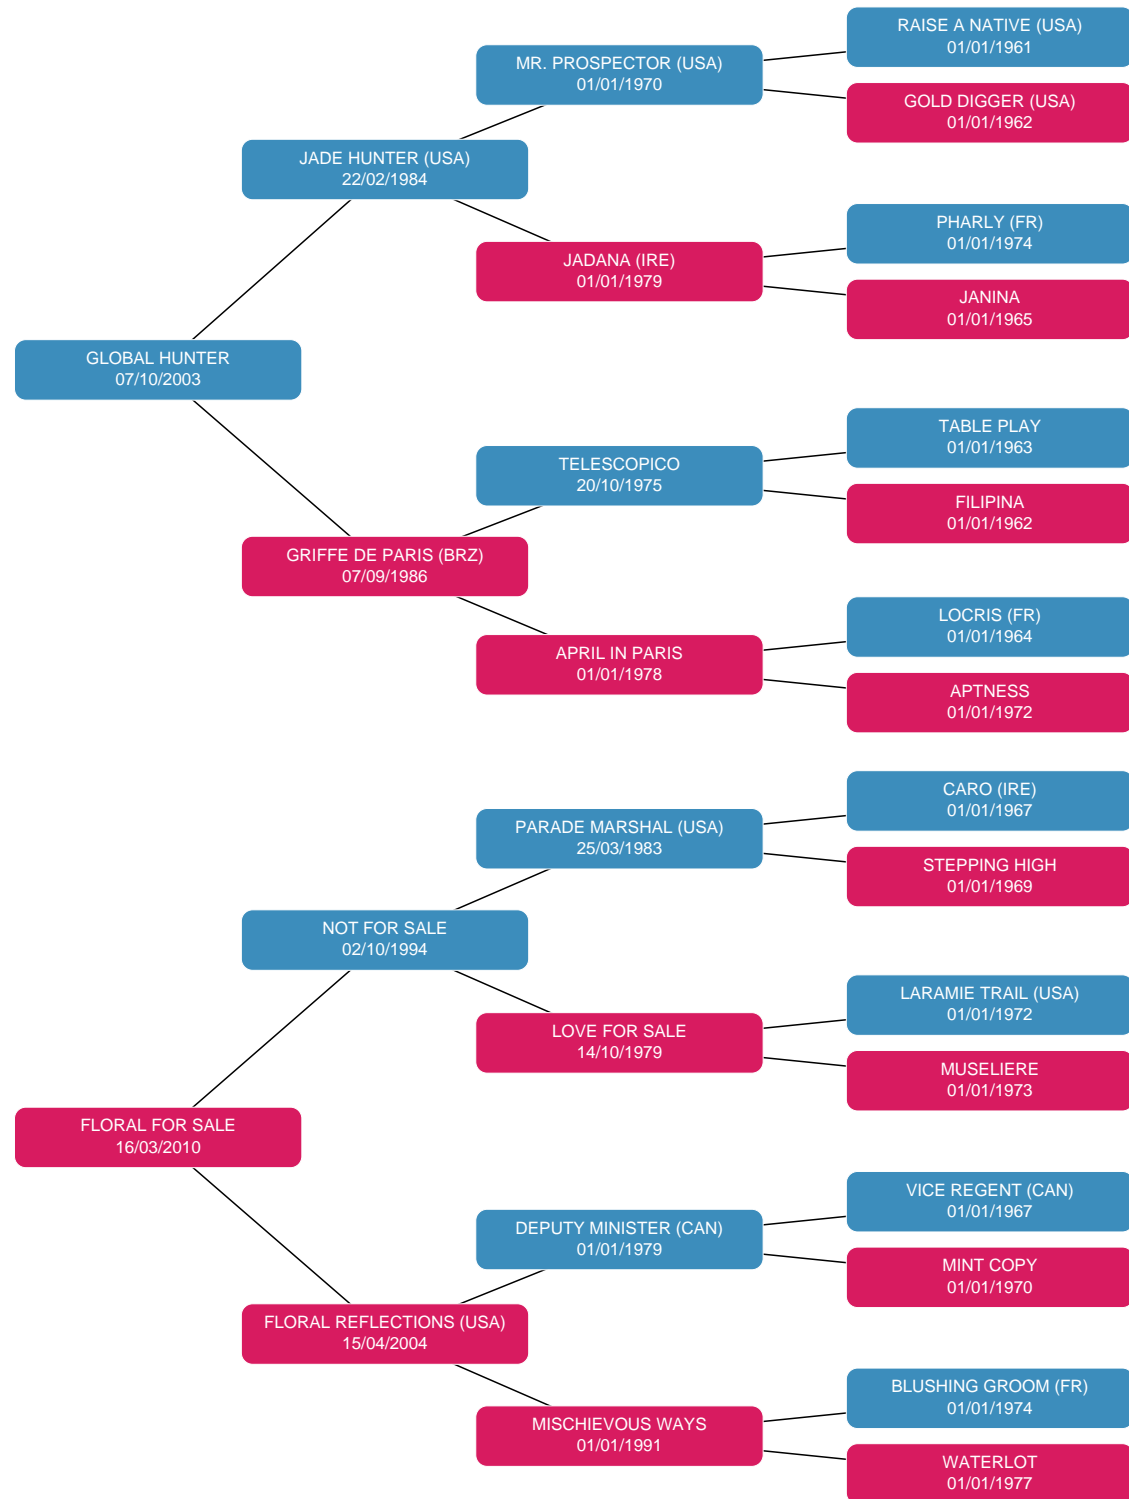 RAISE A NATIVE (USA)
01/01/1961
MR. PROSPECTOR (USA)
01/01/1970
GOLD DIGGER (USA)
01/01/1962
JADE HUNTER (USA)
22/02/1984
PHARLY (FR)
01/01/1974
JADANA (IRE)
01/01/1979
JANINA
01/01/1965
GLOBAL HUNTER
07/10/2003
TABLE PLAY
01/01/1963
TELESCOPICO
20/10/1975
FILIPINA
01/01/1962
GRIFFE DE PARIS (BRZ)
07/09/1986
LOCRIS (FR)
01/01/1964
APRIL IN PARIS
01/01/1978
APTNESS
01/01/1972
CARO (IRE)
01/01/1967
PARADE MARSHAL (USA)
25/03/1983
STEPPING HIGH
01/01/1969
NOT FOR SALE
02/10/1994
LARAMIE TRAIL (USA)
01/01/1972
LOVE FOR SALE
14/10/1979
MUSELIERE
01/01/1973
FLORAL FOR SALE
16/03/2010
VICE REGENT (CAN)
01/01/1967
DEPUTY MINISTER (CAN)
01/01/1979
MINT COPY
01/01/1970
FLORAL REFLECTIONS (USA)
15/04/2004
BLUSHING GROOM (FR)
01/01/1974
MISCHIEVOUS WAYS
01/01/1991
WATERLOT
01/01/1977